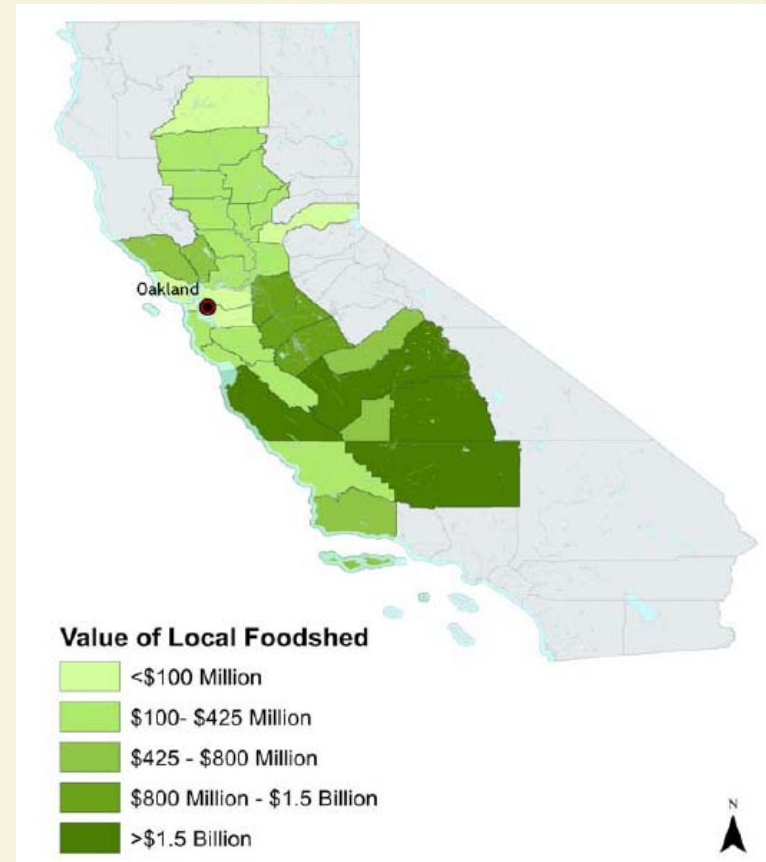 Oakland
Value of Local Foodshed
<$100 Million
$100- $425 Million
$425 - $800 Million
$800 Million - $1.5 Billion
>$1.5 Billion
N